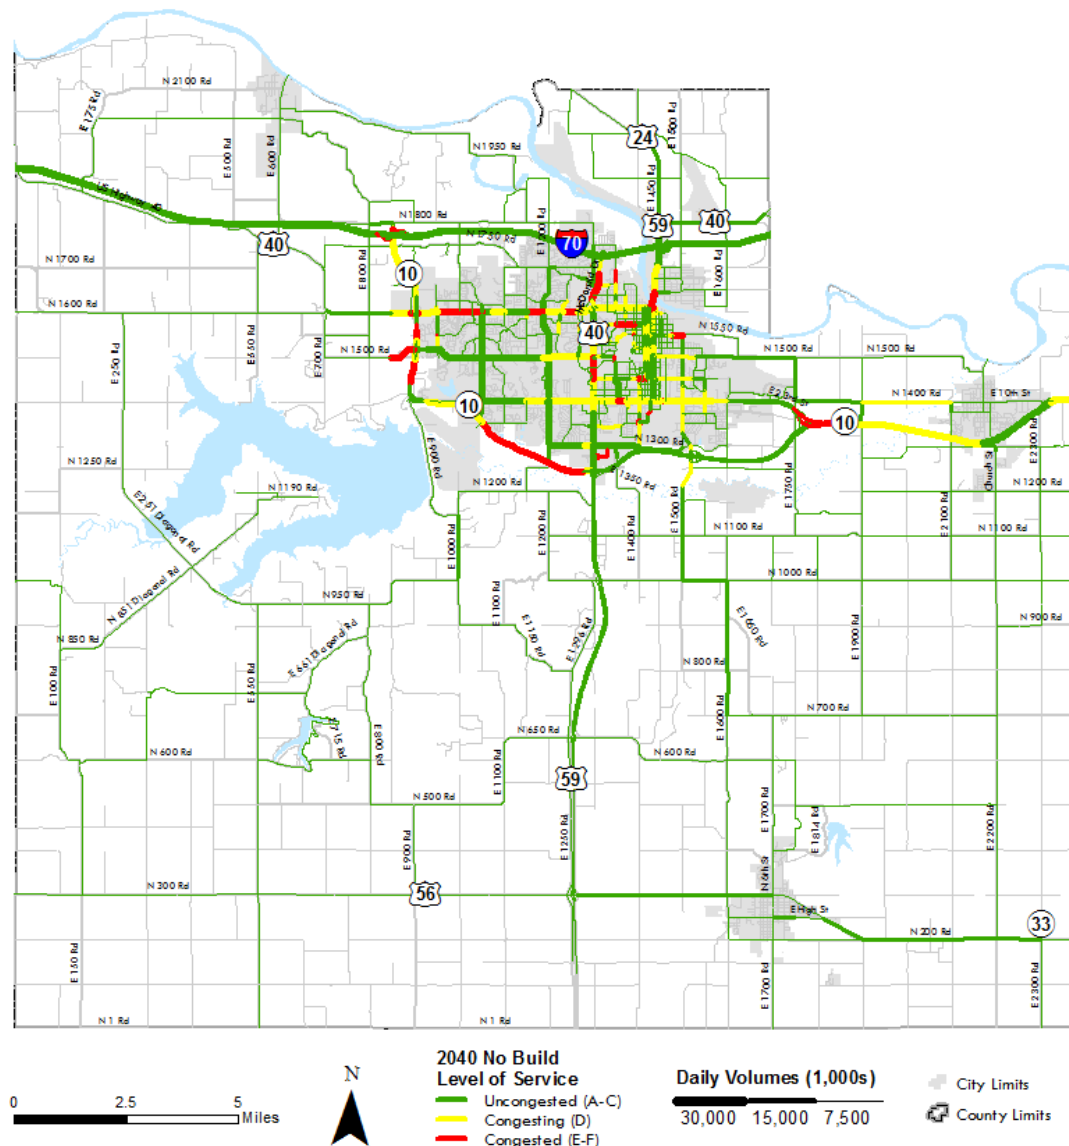 N 2100 Rd
E 175 Rd
E 500 Rd
E 600 Rd
N 1950 Rd
24
E 1500 Rd
E 1450 Rd
US Highway 40
40
N 1800 Rd
N 1750 Rd
E 1200 Rd
70
59
40
N 1700 Rd
E 800 Rd
10
E 1600 Rd
N 1600 Rd
40
N 1550 Rd
E 250 Rd
E 650 Rd
E 700 Rd
N 1500 Rd
N 1500 Rd
N 1500 Rd
10
E 23rd St
10
N 1400 Rd
E 10th St
N 1250 Rd
E 900 Rd
N 1300 Rd
Church St
E 2300 Rd
N 1190 Rd
N 1200 Rd
E 1350 Rd
E 1750 Rd
N 1200 Rd
E 251 Diagonal Rd
E 1000 Rd
E 1200 Rd
E 1400 Rd
E 1500 Rd
N 1100 Rd
E 2100 Rd
N 1100 Rd
N 851 Diagonal Rd
N 950 Rd
E 1100 Rd
N 1000 Rd
N 850 Rd
E 661 Diagonal Rd
E 1150 Rd
E 1296 Rd
E 1650 Rd
E 1900 Rd
N 900 Rd
E 100 Rd
E 650 Rd
N 800 Rd
N 700 Rd
N 600 Rd
E 715 Rd
E 800 Rd
N 650 Rd
N 600 Rd
E 1600 Rd
E 1100 Rd
59
N 500 Rd
E 900 Rd
E 1250 Rd
E 1700 Rd
E 1814 Rd
E 2200 Rd
N 300 Rd
56
N 6th St
E High St
N 200 Rd
33
E 150 Rd
E 1700 Rd
E 2300 Rd
N 1 Rd
N 1 Rd
0 2.5 5
Miles
N
2040 No Build
Level of Service
Uncongested (A-C)
Congesting (D)
Congested (E-F)
Daily Volumes (1,000s)
30,000 15,000 7,500
City Limits
County Limits